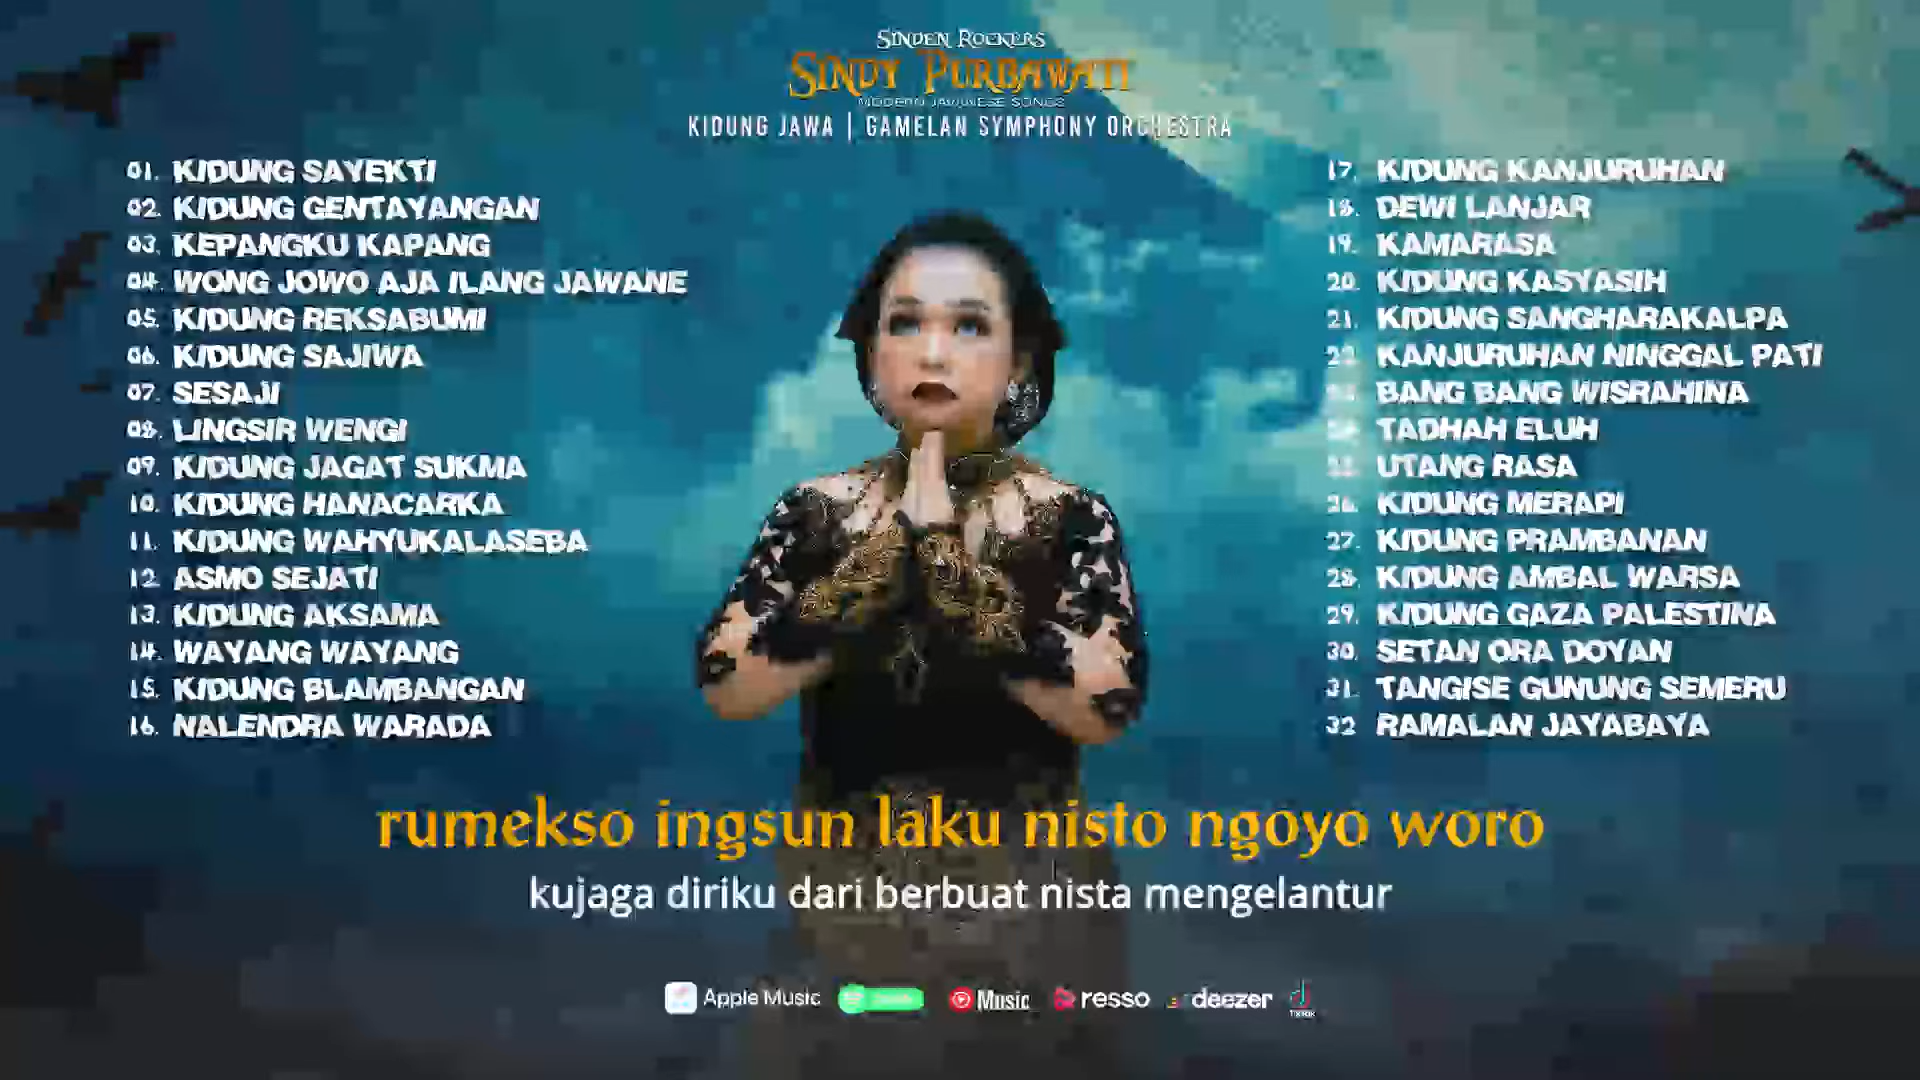 SINDEN ROCKERS
SINDY PURBAWATI
MODERN JAWANESE SONGS
KIDUNG JAWA | GAMELAN SYMPHONY ORCHESTRA
01. KIDUNG SAYEKTI
02. KIDUNG GENTAYANGAN
03. KEPANGKU KAPANG
04. WONG JOWO AJA ILANG JAWANE
05. KIDUNG REKSABUMI
06. KIDUNG SAJIWA
07. SESAJI
08. LINGSIR WENGI
09. KIDUNG JAGAT SUKMA
10. KIDUNG HANACARKA
11. KIDUNG WAHYUKALASEBA
12. ASMO SEJATI
13. KIDUNG AKSAMA
14. WAYANG WAYANG
15. KIDUNG BLAMBANGAN
16. NALENDRA WARADA
17. KIDUNG KANJURUHAN
18. DEWI LANJAR
19. KAMARASA
20. KIDUNG KASYASIH
21. KIDUNG SANGHARAKALPA
22. KANJURUHAN NINGGAL PATI
BANG BANG WISRAHINA
TADHAH ELUH
UTANG RASA
26. KIDUNG MERAPI
27. KIDUNG PRAMBANAN
28. KIDUNG AMBAL WARSA
29. KIDUNG GAZA PALESTINA
30. SETAN ORA DOYAN
31. TANGISE GUNUNG SEMERU
32 RAMALAN JAYABAYA
rumekso ingsun laku nisto ngoyo woro
kujaga diriku dari berbuat nista mengelantur
Apple Music
Music
resso
deezer
TikTok